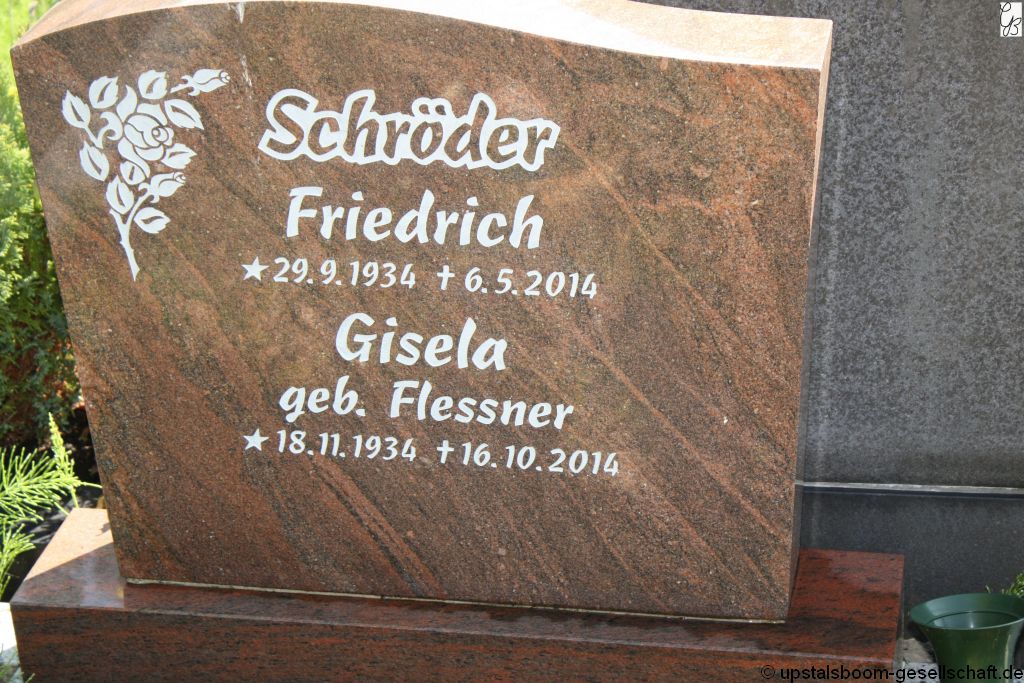 Schröder
Friedrich
★ 29.9.1934 ✝ 6.5.2014
Gisela
geb. Flessner
★ 18.11.1934 ✝ 16.10.2014
© upstalsboom-gesellschaft.de